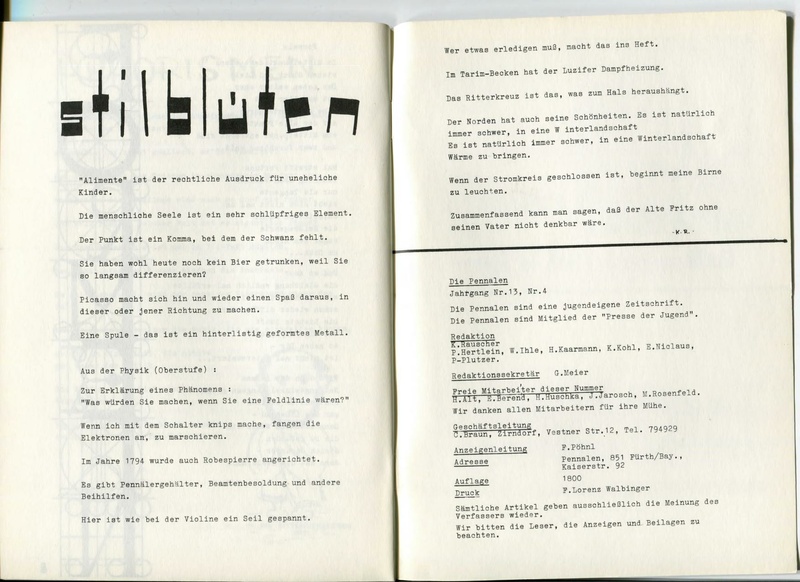 stilblüten
"Alimente" ist der rechtliche Ausdruck für uneheliche
Kinder.
Die menschliche Seele ist ein sehr schlüpfriges Element.
Der Punkt ist ein Komma, bei dem der Schwanz fehlt.
Sie haben wohl heute noch kein Bier getrunken, weil Sie
so langsam differenzieren?
Picasso macht sich hin und wieder einen Spaß daraus, in
dieser oder jener Richtung zu machen.
Eine Spule - das ist ein hinterlistig geformtes Metall.
Aus der Physik (Oberstufe) :
Zur Erklärung eines Phänomens :
"Was würden Sie machen, wenn Sie eine Feldlinie wären?"
Wenn ich mit dem Schalter knips mache, fangen die
Elektronen am, zu marschieren.
Im Jahre 1794 wurde auch Robespierre angerichtet.
Es gibt Pennälergehälter, Beamtenbesoldung und andere
Beihilfen.
Hier ist wie bei der Violine ein Seil gespannt.
Wer etwas erledigen muß, macht das ins Heft.
Im Tarim-Becken hat der Luzifer Dampfheizung.
Das Ritterkreuz ist das, was zum Hals heraushängt.
Der Norden hat auch seine Schönheiten. Es ist natürlich
immer schwer, in eine W interlandschaft
Es ist natürlich immer schwer, in eine Winterlandschaft
Wärme zu bringen.
Wenn der Stromkreis geschlossen ist, beginnt meine Birne
zu leuchten.
Zusammenfassend kann man sagen, daß der Alte Fritz ohne
seinen Vater nicht denkbar wäre.
-K.R.-
Die Pennalen
Jahrgang Nr.13, Nr.4
Die Pennalen sind eine jugendeigene Zeitschrift.
Die Pennalen sind Mitglied der "Presse der Jugend".
Redaktion
K.Rauscher
P.Hertlein, W.Ihle, H.Kaarmann, K.Kohl, E.Niclaus,
P-Plutzer.
Redaktionssekretär G.Meier
Freie Mitarbeiter dieser Nummer
H.Alt, E.Berend, H.Huschka, J.Jarosch, M.Rosenfeld.
Wir danken allen Mitarbeitern für ihre Mühe.
Geschäftsleitung
C.Braun, Zirndorf, Vestner Str.12, Tel. 794929
Anzeigenleitung F.Pöhnl
Adresse Pennalen, 851 Fürth/Bay.,
Kaiserstr. 92
Auflage 1800
Druck F.Lorenz Walbinger
Sämtliche Artikel geben ausschließlich die Meinung des
Verfassers wieder.
Wir bitten die Leser, die Anzeigen und Beilagen zu
beachten.